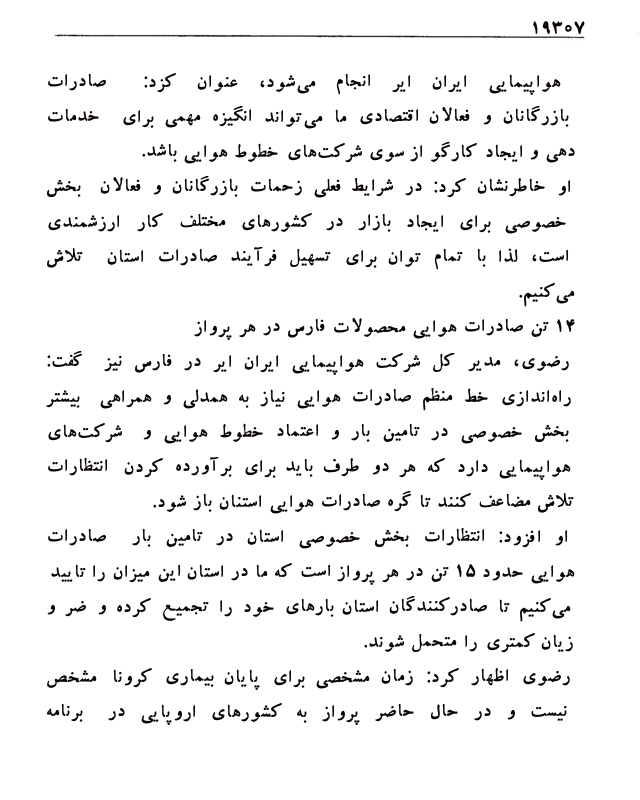 ۱۹۳۰۷
هواپیمایی ایران ایر انجام می‌شود، عنوان کزد: صادرات
بازرگانان و فعالان اقتصادی ما می‌تواند انگیزه مهمی برای خدمات
دهی و ایجاد کارگو از سوی شرکت‌های خطوط هوایی باشد.
او خاطرنشان کرد: در شرایط فعلی زحمات بازرگانان و فعالان بخش
خصوصی برای ایجاد بازار در کشورهای مختلف کار ارزشمندی
است، لذا با تمام توان برای تسهیل فرآیند صادرات استان تلاش
می‌کنیم.
۱۴ تن صادرات هوایی محصولات فارس در هر پرواز
رضوی، مدیر کل شرکت هواپیمایی ایران ایر در فارس نیز گفت:
راه‌اندازی خط منظم صادرات هوایی نیاز به همدلی و همراهی بیشتر
بخش خصوصی در تامین بار و اعتماد خطوط هوایی و شرکت‌های
هواپیمایی دارد که هر دو طرف باید برای برآورده کردن انتظارات
تلاش مضاعف کنند تا گره صادرات هوایی استنان باز شود.
او افزود: انتظارات بخش خصوصی استان در تامین بار صادرات
هوایی حدود ۱۵ تن در هر پرواز است که ما در استان این میزان را تایید
می‌کنیم تا صادرکنندگان استان بارهای خود را تجمیع کرده و ضر و
زیان کمتری را متحمل شوند.
رضوی اظهار کرد: زمان مشخصی برای پایان بیماری کرونا مشخص
نیست و در حال حاضر پرواز به کشورهای اروپایی در برنامه